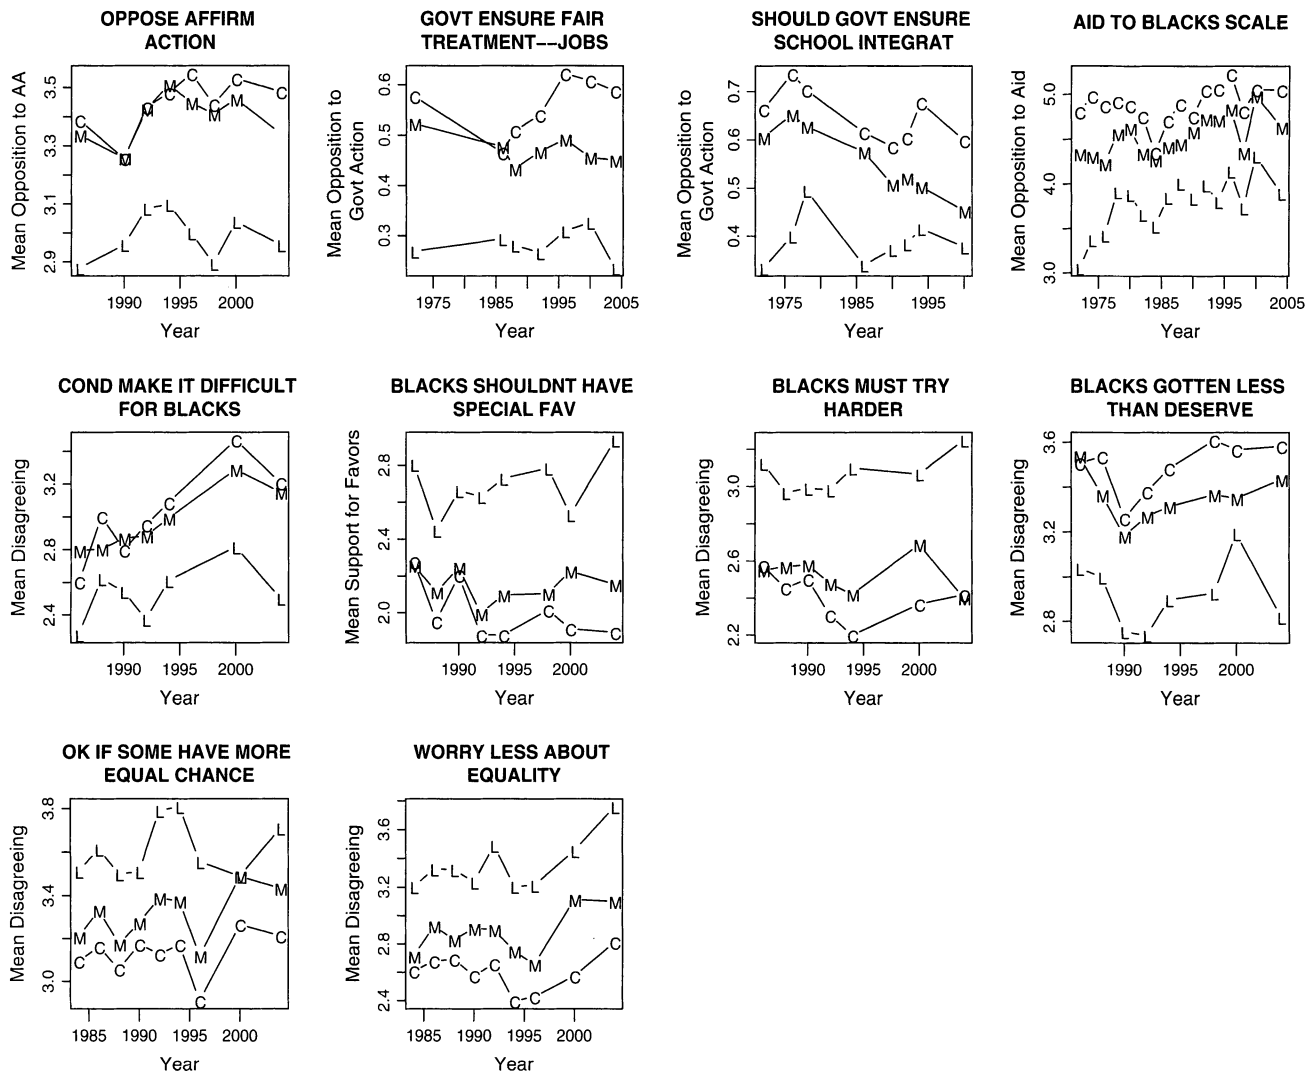 OPPOSE AFFIRM
ACTION
Mean Opposition to AA
3.5
3.3
3.1
2.9
C C C C C C C C C
M M M M M M M M
L L L L L L L L
1990 1995 2000
Year
GOVT ENSURE FAIR
TREATMENT--JOBS
Mean Opposition to
Govt Action
0.6
0.5
0.4
0.3
C C C C C C C
M M M M M M M
L L L L L L L
1975 1985 1995 2005
Year
SHOULD GOVT ENSURE
SCHOOL INTEGRAT
Mean Opposition to
Govt Action
0.7
0.6
0.5
0.4
C C C C C C C C
M M M M M M M M
L L L L L L L L
1975 1985 1995
Year
AID TO BLACKS SCALE
Mean Opposition to Aid
5.0
4.0
3.0
C C C C C C C C C C C C C C C C
M M M M M M M M M M M M M M M M
L L L L L L L L L L L L L L L L
1975 1985 1995 2005
Year
COND MAKE IT DIFFICULT
FOR BLACKS
Mean Disagreeing
3.2
2.8
2.4
C C C C C C C
M M M M M M M
L L L L L L L
1990 1995 2000
Year
BLACKS SHOULDNT HAVE
SPECIAL FAV
Mean Support for Favors
2.8
2.4
2.0
L L L L L L L L
M M M M M M M M
C C C C C C C C
1990 1995 2000
Year
BLACKS MUST TRY
HARDER
Mean Disagreeing
3.0
2.6
2.2
L L L L L L L
M M M M M M M
C C C C C C C
1990 1995 2000
Year
BLACKS GOTTEN LESS
THAN DESERVE
Mean Disagreeing
3.6
3.2
2.8
C C C C C C C C
M M M M M M M M
L L L L L L L L
1990 1995 2000
Year
OK IF SOME HAVE MORE
EQUAL CHANCE
Mean Disagreeing
3.8
3.4
3.0
L L L L L L L L L
M M M M M M M M M
C C C C C C C C C
1985 1990 1995 2000
Year
WORRY LESS ABOUT
EQUALITY
Mean Disagreeing
3.6
3.2
2.8
2.4
L L L L L L L L L
M M M M M M M M M
C C C C C C C C C
1985 1990 1995 2000
Year